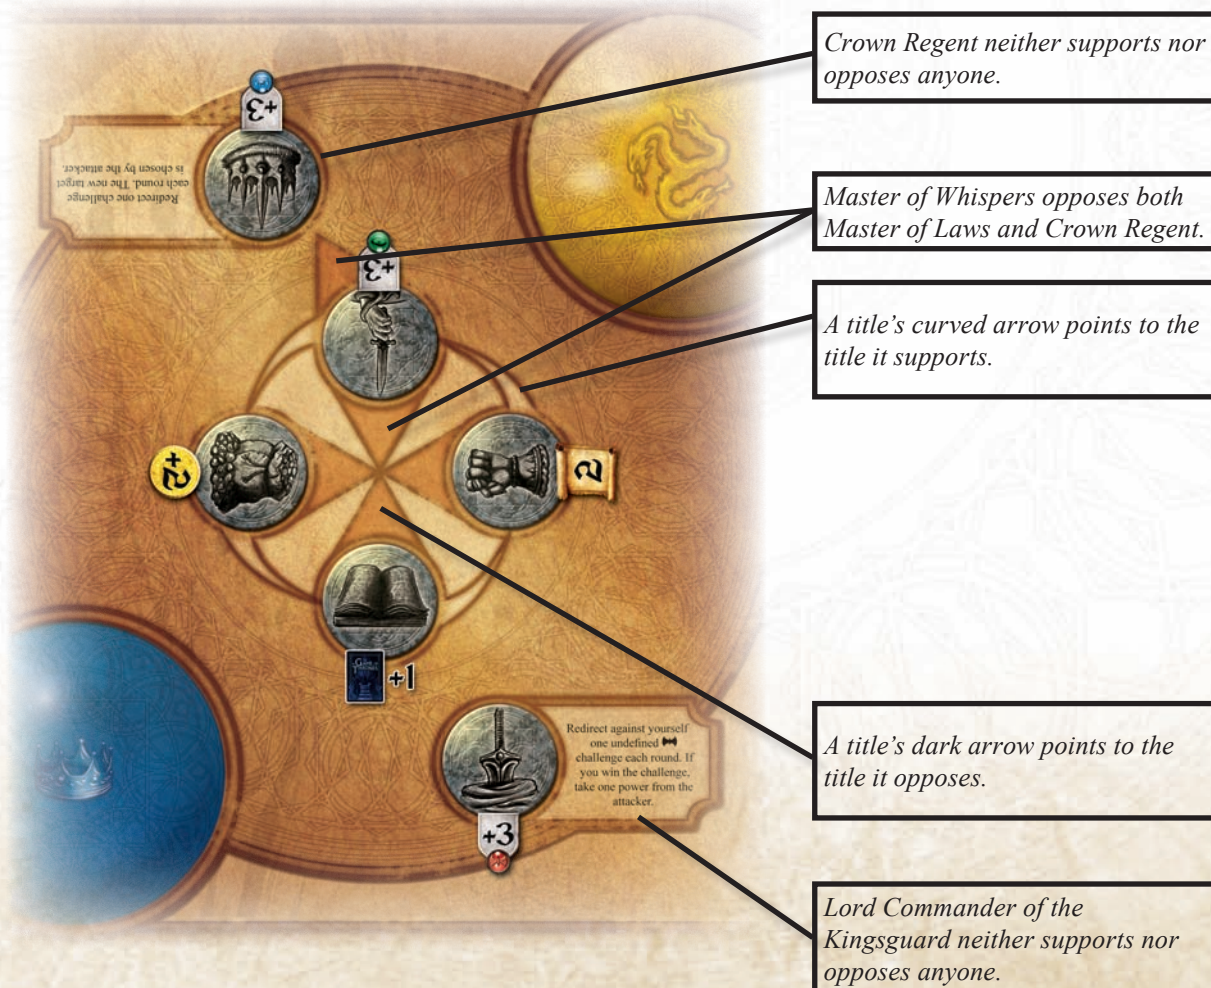 Crown Regent neither supports nor
opposes anyone.
+3
Redirect one challenge
each round. The new target
is chosen by the attacker.
Master of Whispers opposes both
Master of Laws and Crown Regent.
+3
A title's curved arrow points to the
title it supports.
+2
2
+1
Redirect against yourself
one undefined
challenge each round. If
you win the challenge,
take one power from the
attacker.
+3
A title's dark arrow points to the
title it opposes.
Lord Commander of the
Kingsguard neither supports nor
opposes anyone.